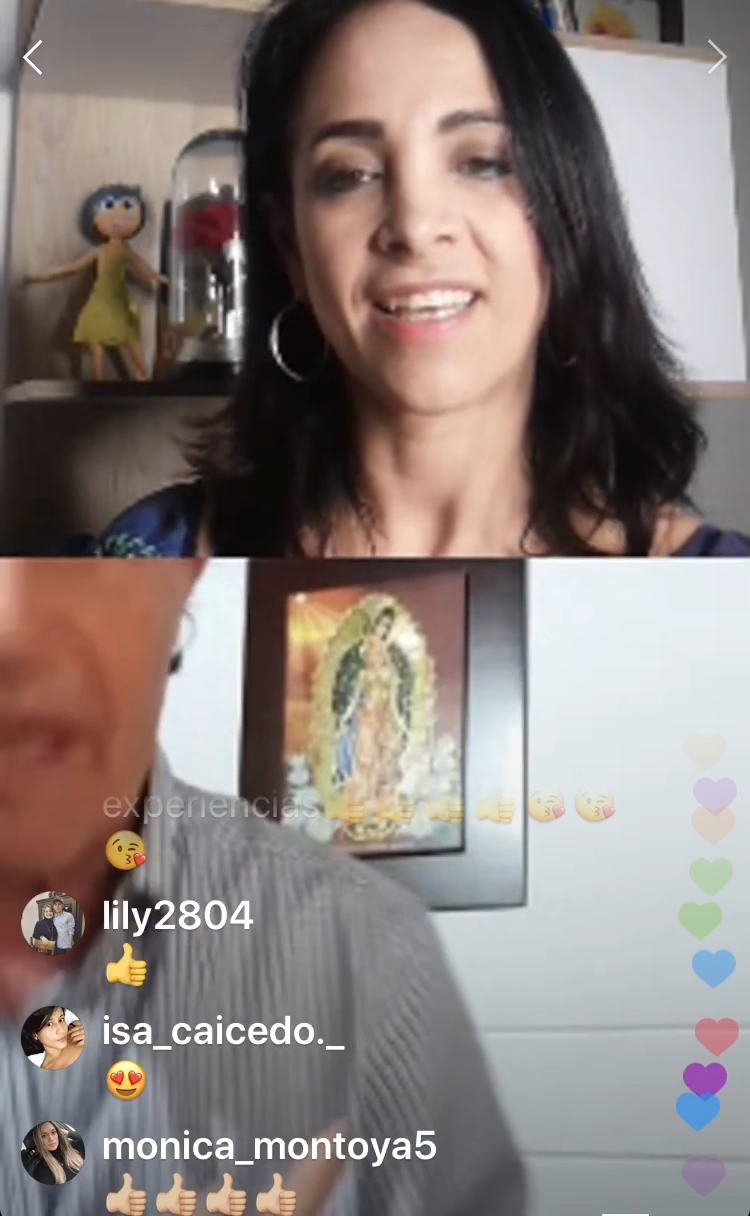 experiencias 👍👍👍👍😘😘
😘
lily2804
👍
isa_caicedo._
😍
monica_montoya5
👍🏼👍🏼👍🏼👍🏼